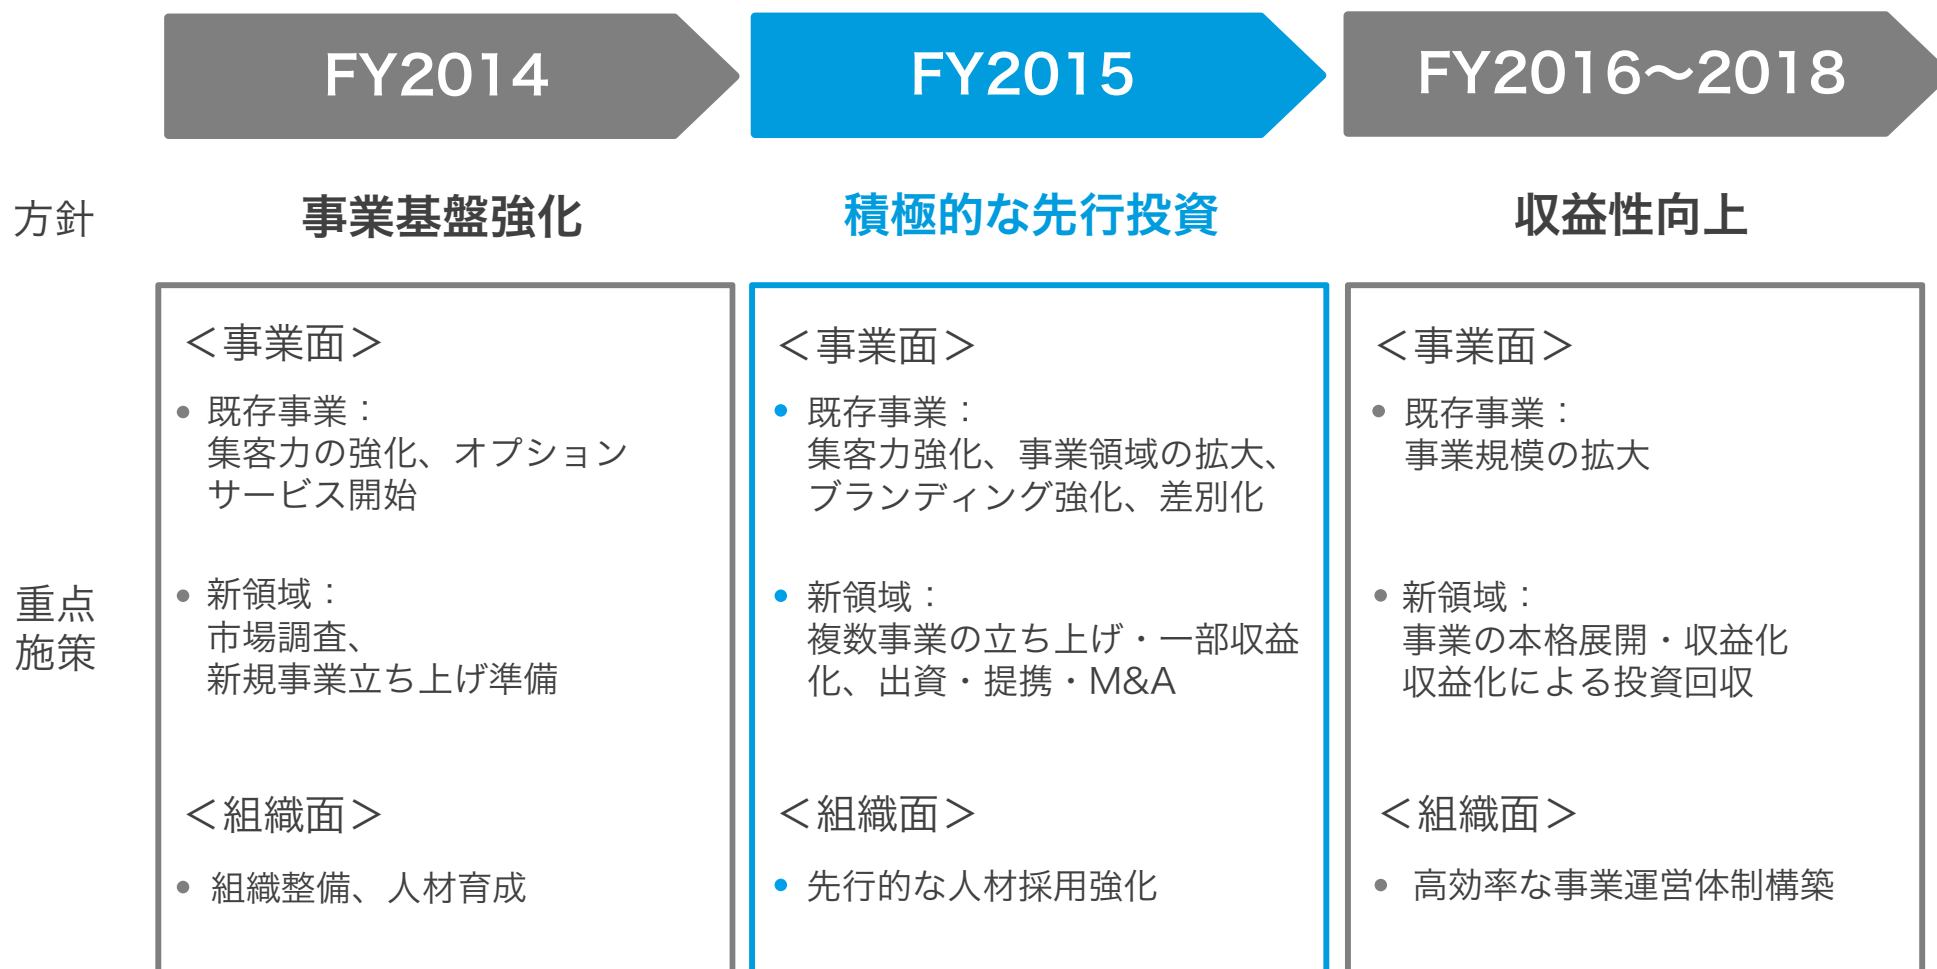 FY2014
FY2015
FY2016〜2018
方針
事業基盤強化
積極的な先行投資
収益性向上
重点
施策
＜事業面＞
• 既存事業：
集客力の強化、オプション
サービス開始
• 新領域：
市場調査、
新規事業立ち上げ準備
＜組織面＞
• 組織整備、人材育成
＜事業面＞
• 既存事業：
集客力強化、事業領域の拡大、
ブランディング強化、差別化
• 新領域：
複数事業の立ち上げ・一部収益
化、出資・提携・M&A
＜組織面＞
• 先行的な人材採用強化
＜事業面＞
• 既存事業：
事業規模の拡大
• 新領域：
事業の本格展開・収益化
収益化による投資回収
＜組織面＞
• 高効率な事業運営体制構築